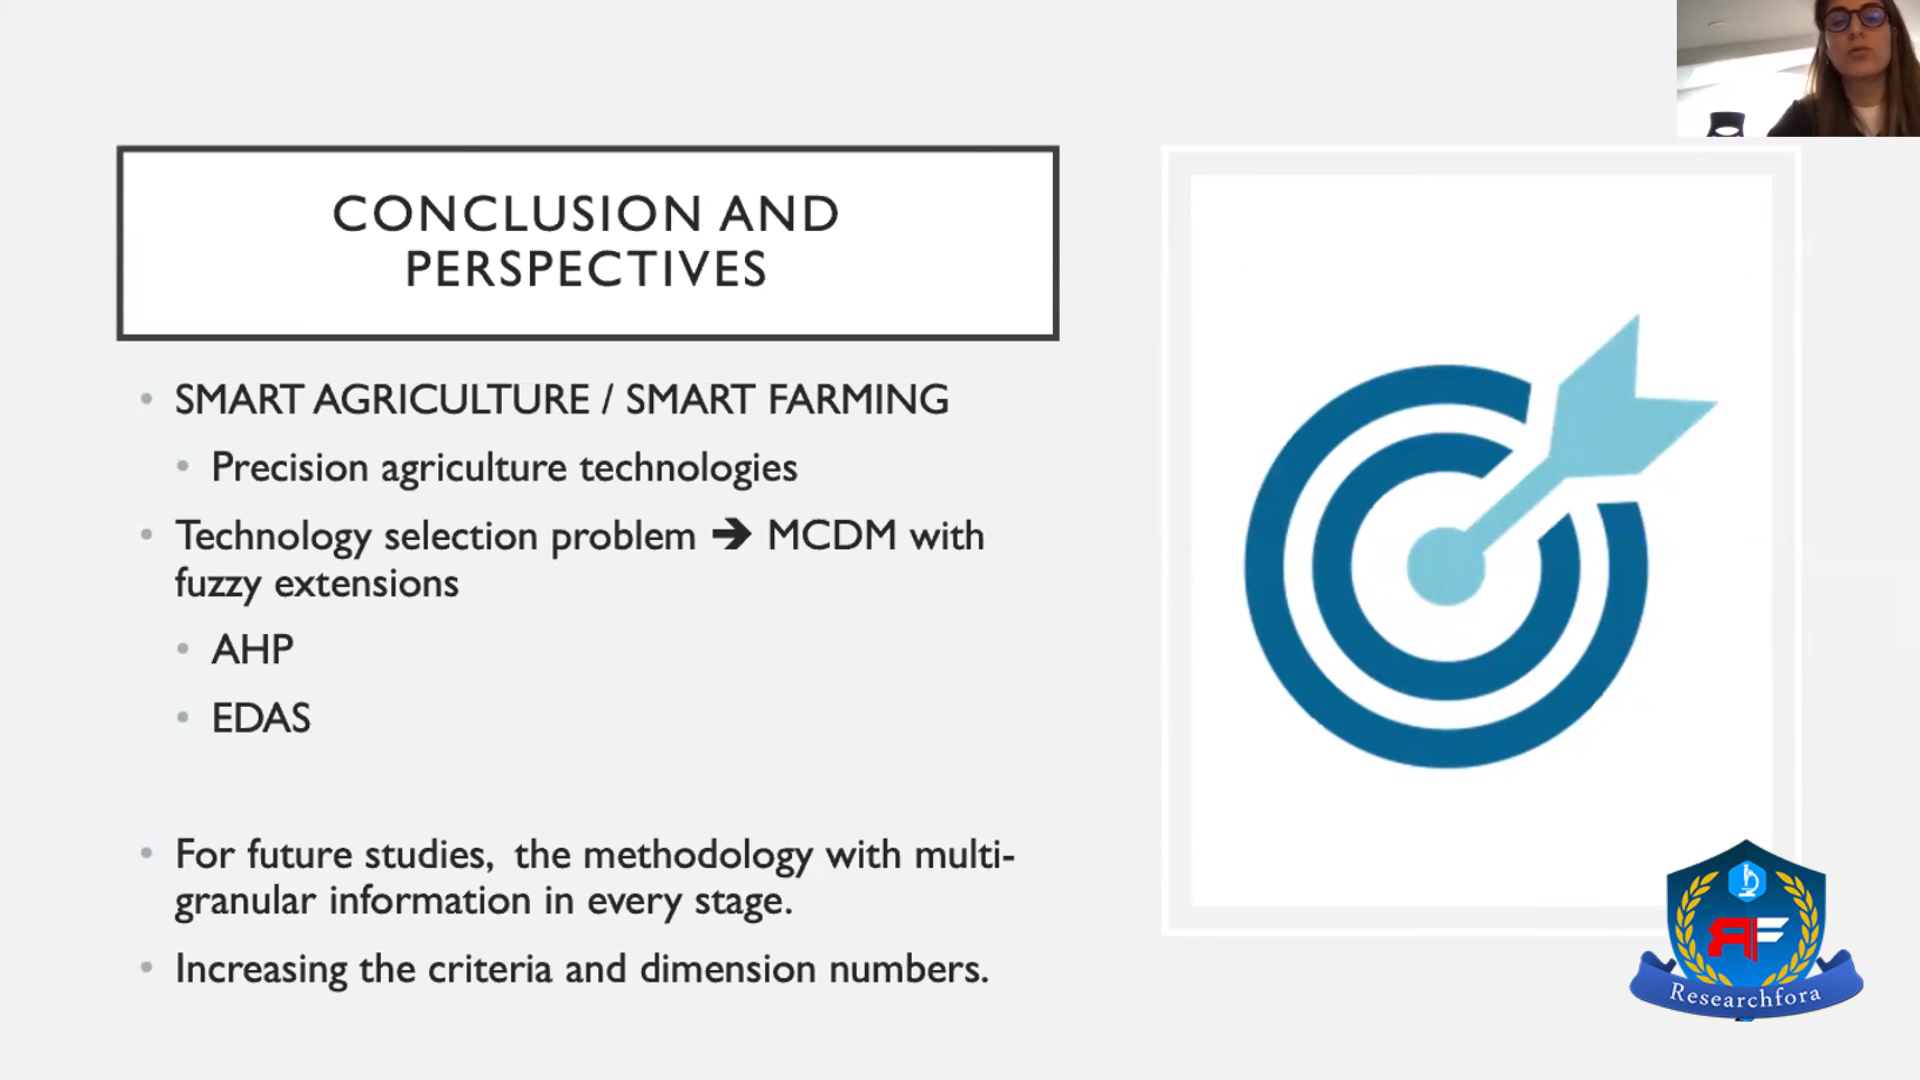 CONCLUSION AND
PERSPECTIVES
• SMART AGRICULTURE / SMART FARMING
• Precision agriculture technologies
• Technology selection problem ➔ MCDM with
fuzzy extensions
• AHP
• EDAS
• For future studies,  the methodology with multi-
granular information in every stage.
• Increasing the criteria and dimension numbers.
RF
Researchfora